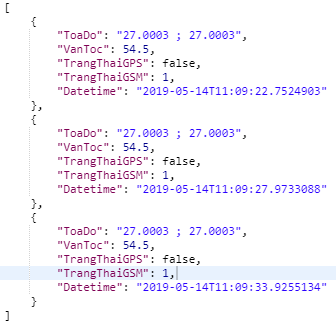 [
    {
        "ToaDo": "27.0003 ; 27.0003",
        "VanToc": 54.5,
        "TrangThaiGPS": false,
        "TrangThaiGSM": 1,
        "Datetime": "2019-05-14T11:09:22.7524903"
    },
    {
        "ToaDo": "27.0003 ; 27.0003",
        "VanToc": 54.5,
        "TrangThaiGPS": false,
        "TrangThaiGSM": 1,
        "Datetime": "2019-05-14T11:09:27.9733088"
    },
    {
        "ToaDo": "27.0003 ; 27.0003",
        "VanToc": 54.5,
        "TrangThaiGPS": false,
        "TrangThaiGSM": 1,
        "Datetime": "2019-05-14T11:09:33.9255134"
    }
]